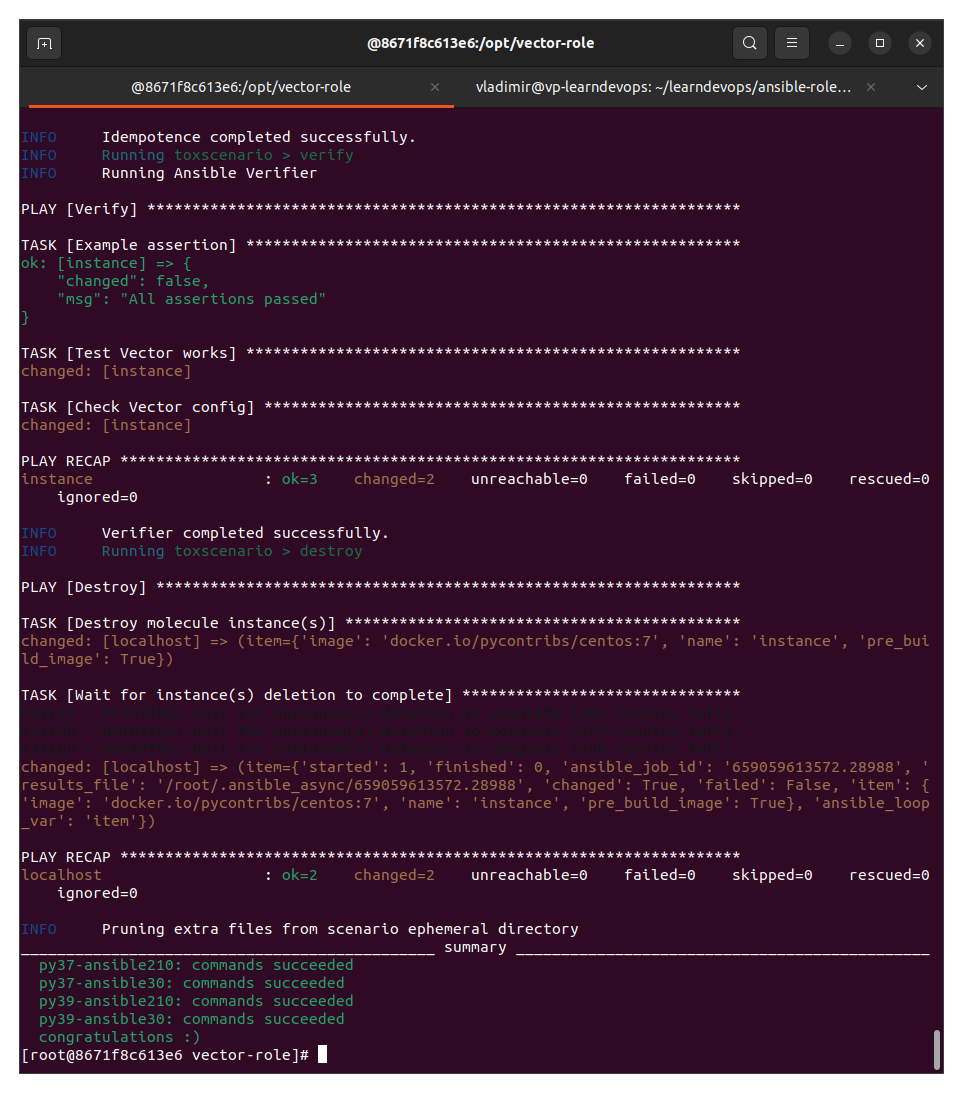 @8671f8c613e6:/opt/vector-role
@8671f8c613e6:/opt/vector-role × vladimir@vp-learndevops: ~/learndevops/ansible-role… ×
INFO     Idempotence completed successfully.
INFO     Running toxscenario > verify
INFO     Running Ansible Verifier
PLAY [Verify] ******************************************************************
TASK [Example assertion] *******************************************************
ok: [instance] => {
    "changed": false,
    "msg": "All assertions passed"
}
TASK [Test Vector works] *******************************************************
changed: [instance]
TASK [Check Vector config] *****************************************************
changed: [instance]
PLAY RECAP *********************************************************************
instance                   : ok=3    changed=2    unreachable=0    failed=0    skipped=0    rescued=0
    ignored=0
INFO     Verifier completed successfully.
INFO     Running toxscenario > destroy
PLAY [Destroy] *****************************************************************
TASK [Destroy molecule instance(s)] ********************************************
changed: [localhost] => (item={'image': 'docker.io/pycontribs/centos:7', 'name': 'instance', 'pre_bui
ld_image': True})
TASK [Wait for instance(s) deletion to complete] *******************************
changed: [localhost] => (item={'started': 1, 'finished': 0, 'ansible_job_id': '659059613572.28988', '
results_file': '/root/.ansible_async/659059613572.28988', 'changed': True, 'failed': False, 'item': {
'image': 'docker.io/pycontribs/centos:7', 'name': 'instance', 'pre_build_image': True}, 'ansible_loop
_var': 'item'})
PLAY RECAP *********************************************************************
localhost                  : ok=2    changed=2    unreachable=0    failed=0    skipped=0    rescued=0
    ignored=0
INFO     Pruning extra files from scenario ephemeral directory
______________________________________________ summary ______________________________________________
  py37-ansible210: commands succeeded
  py37-ansible30: commands succeeded
  py39-ansible210: commands succeeded
  py39-ansible30: commands succeeded
  congratulations :)
[root@8671f8c613e6 vector-role]#